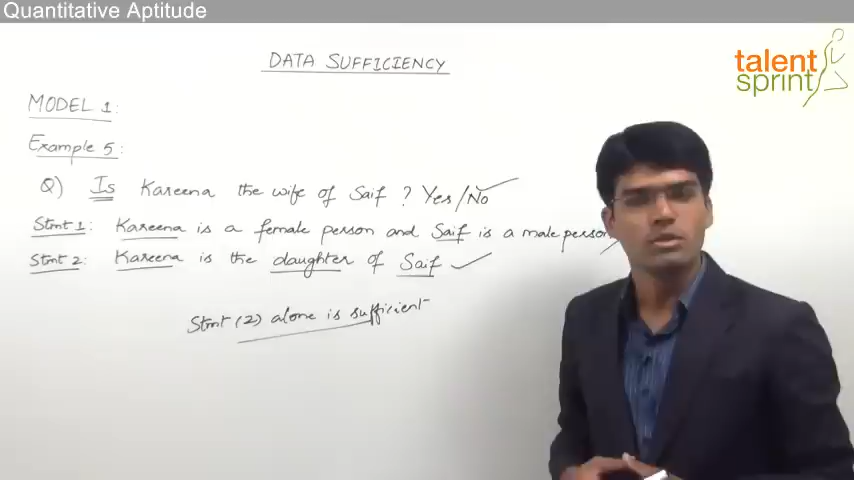 Quantitative Aptitude
DATA SUFFICIENCY
talent
sprint
MODEL 1:
Example 5:
Q) Is Kareena the wife of Saif ? Yes/No
Stmt 1: Kareena is a female person and Saif is a male person
Stmt 2: Kareena is the daughter of Saif
Stmt (2) alone is sufficient